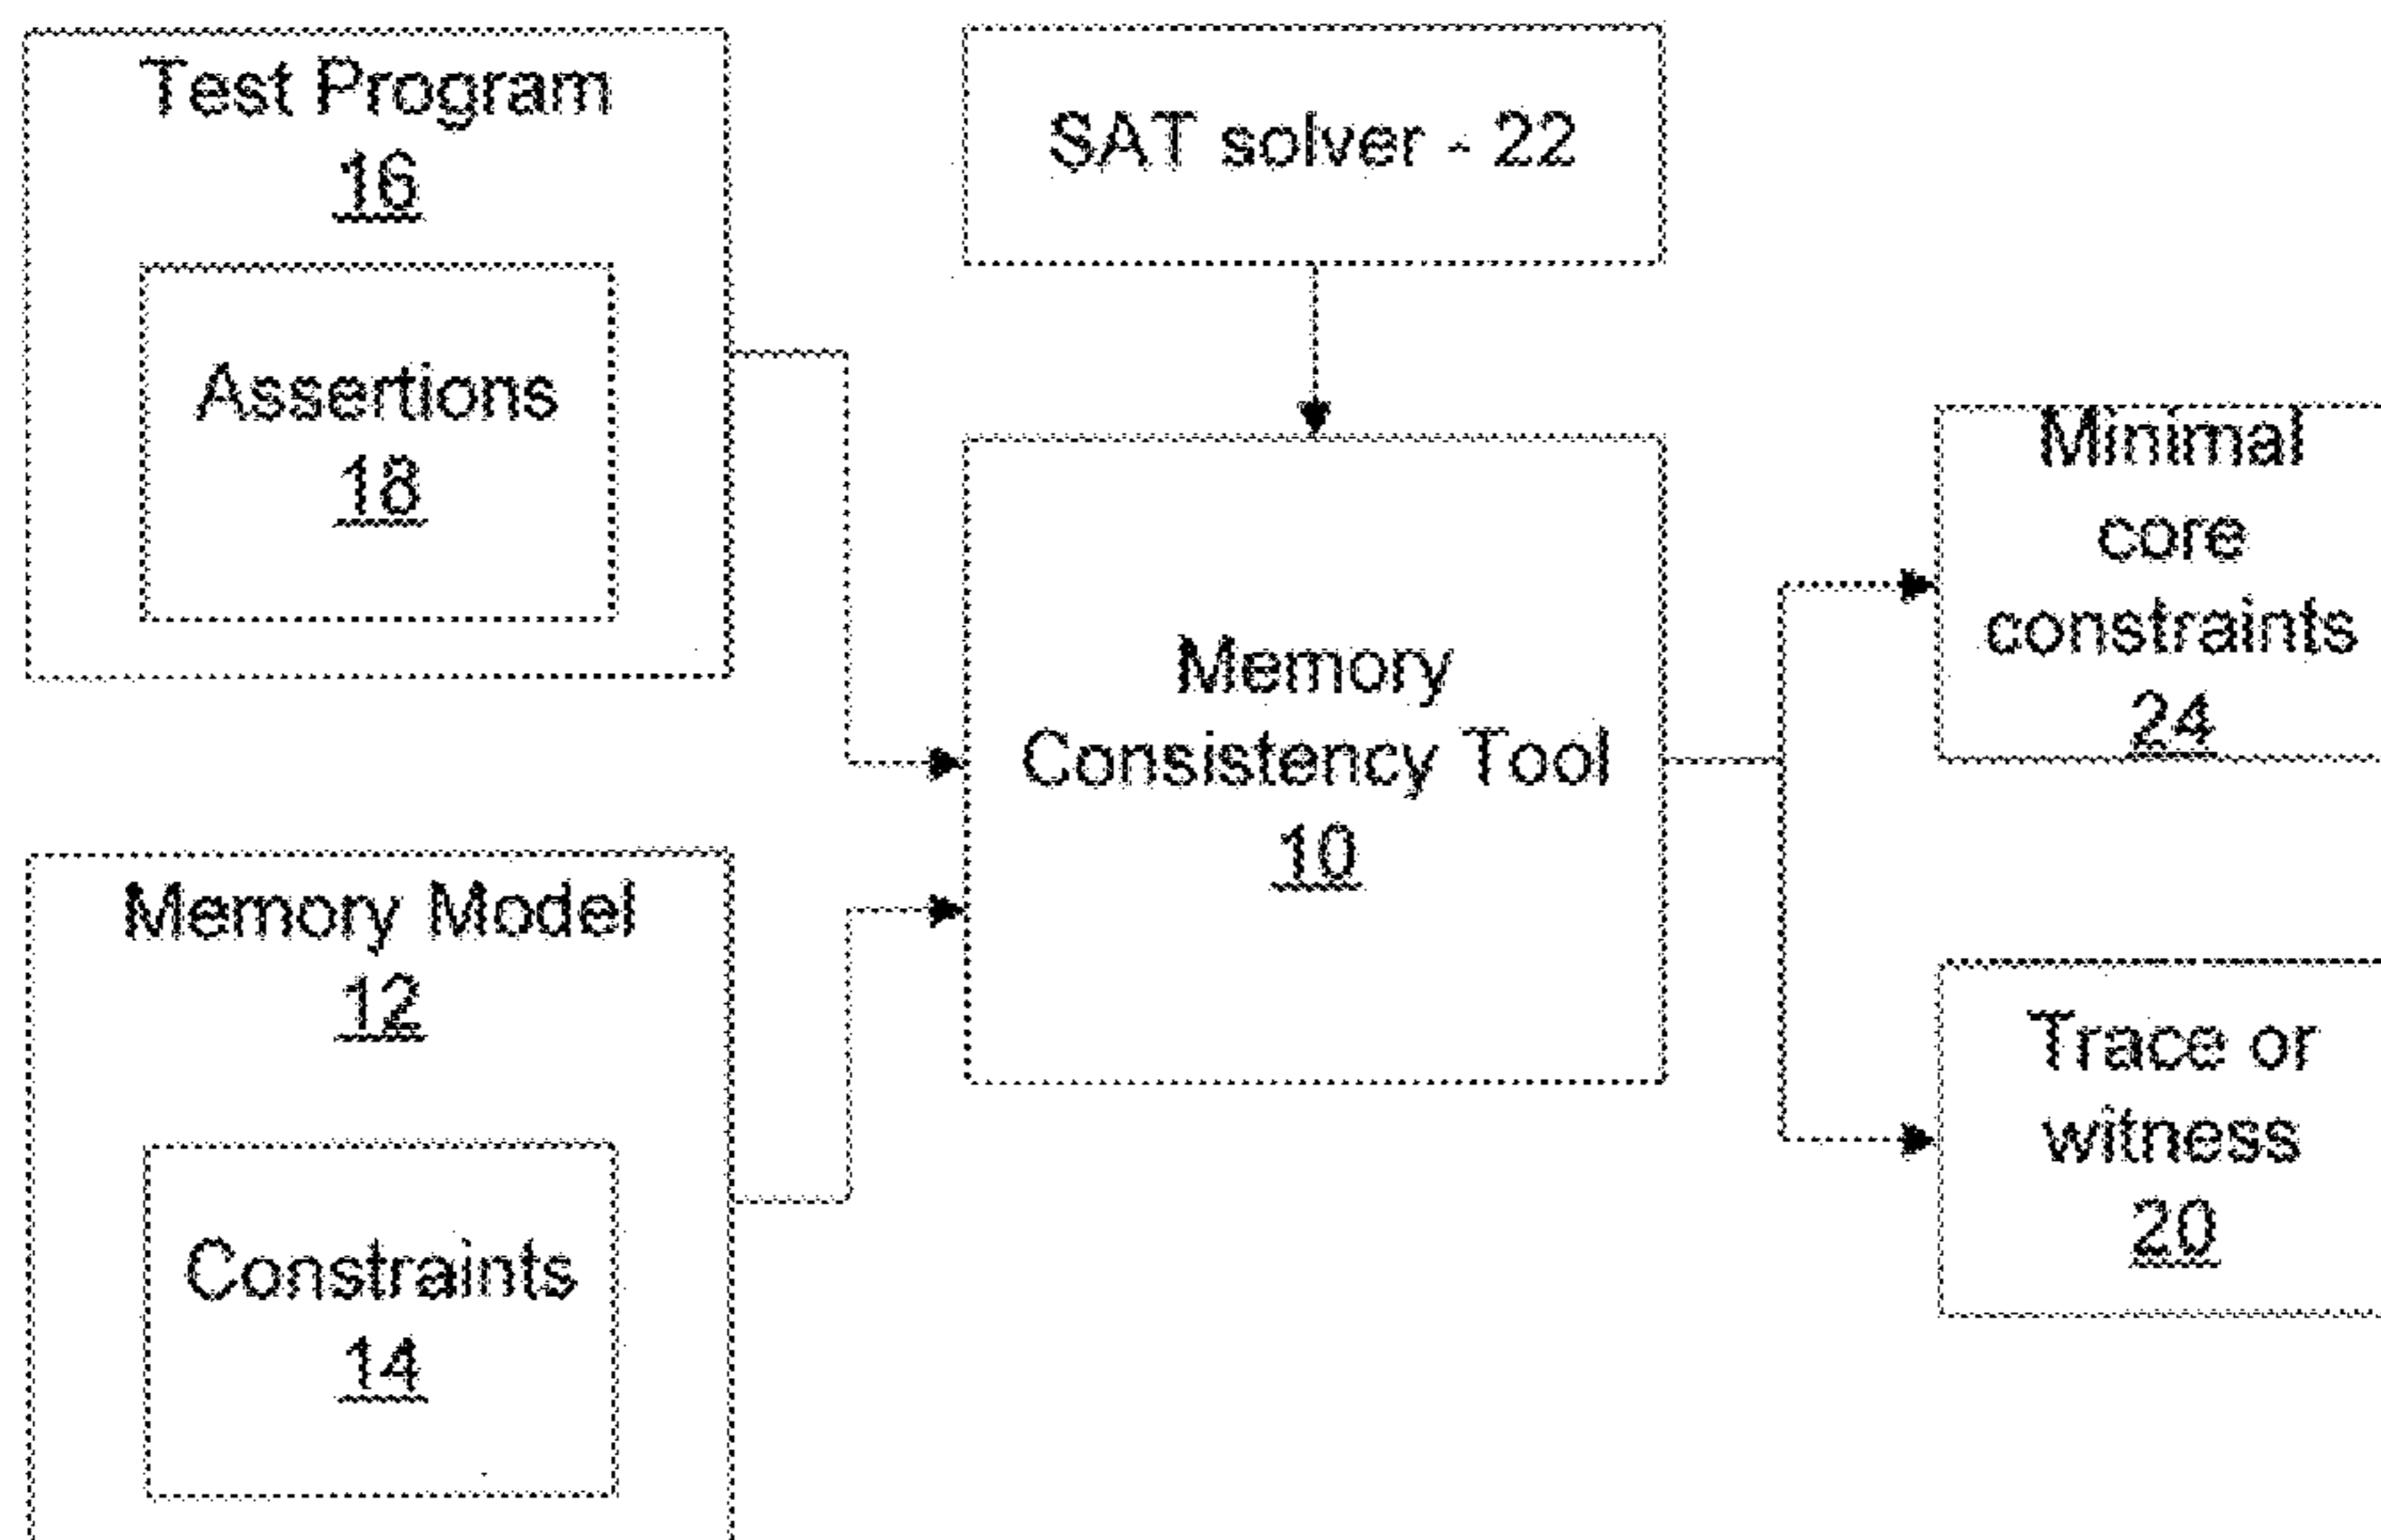 Test Program
16
Assertions
18
SAT solver - 22
Memory
Consistency Tool
10
Memory Model
12
Constraints
14
Minimal
core
constraints
24
Trace or
witness
20